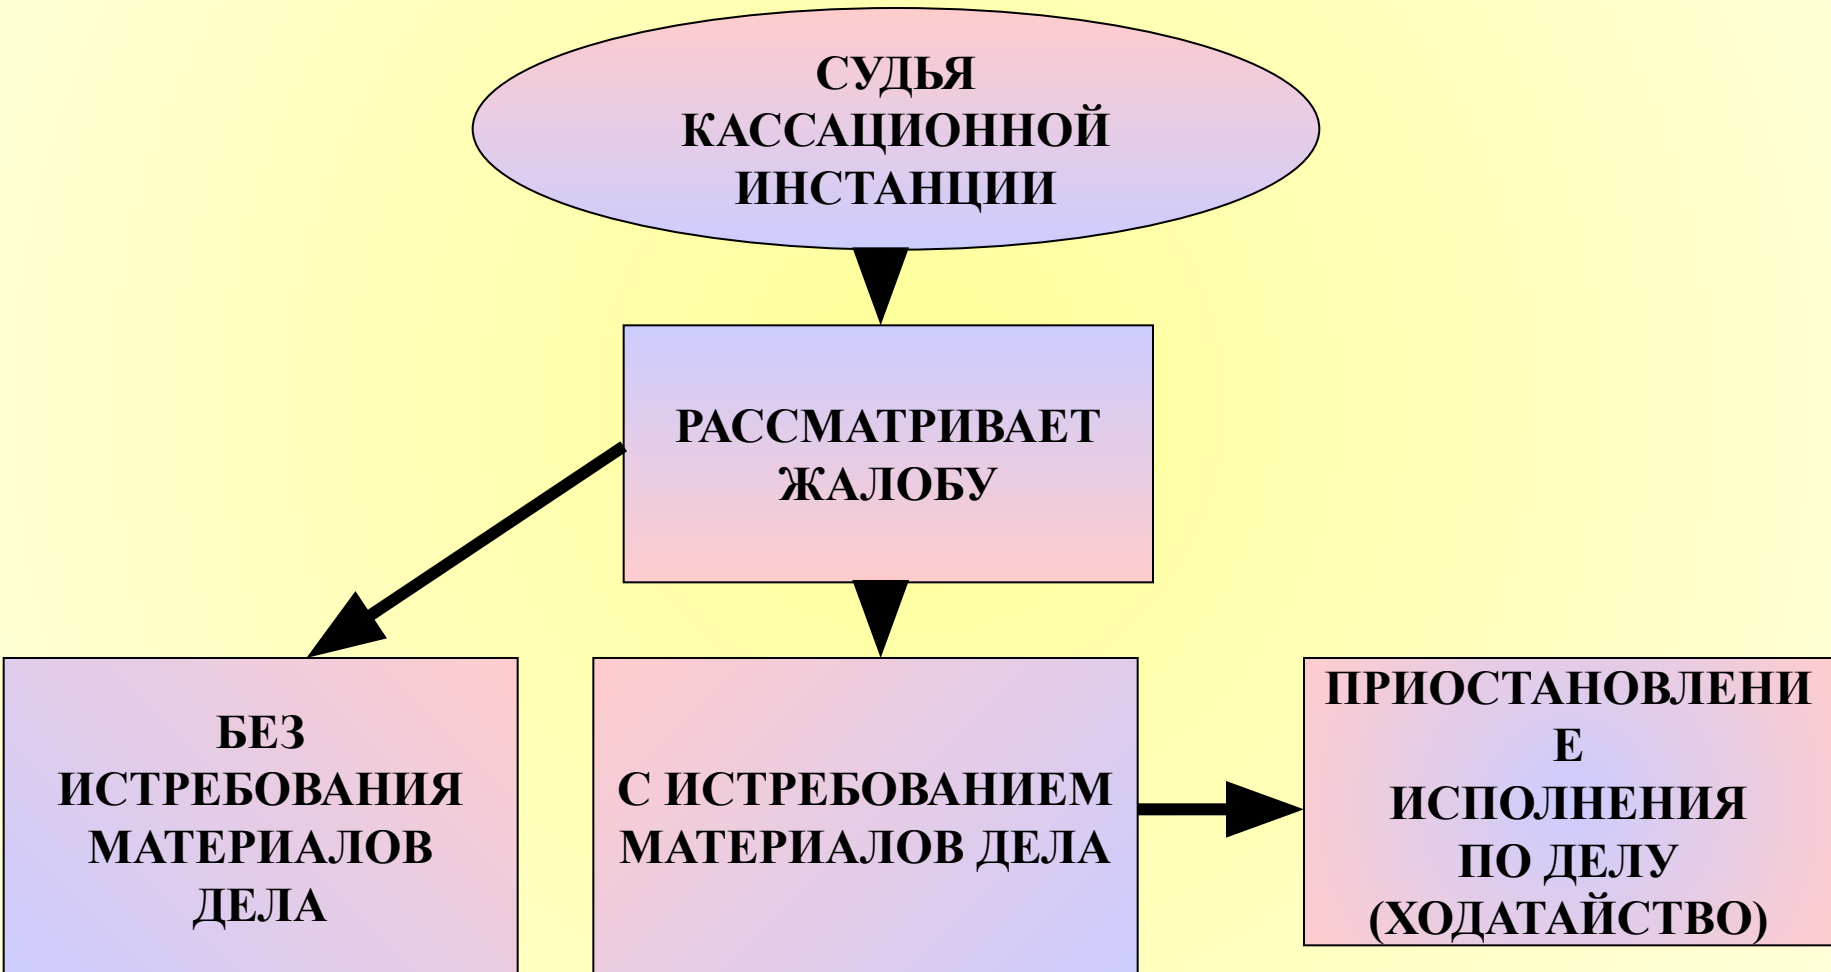 СУДЬЯ
КАССАЦИОННОЙ
ИНСТАНЦИИ
РАССМАТРИВАЕТ
ЖАЛОБУ
БЕЗ
ИСТРЕБОВАНИЯ
МАТЕРИАЛОВ
ДЕЛА
С ИСТРЕБОВАНИЕМ
МАТЕРИАЛОВ ДЕЛА
ПРИОСТАНОВЛЕНИ
Е
ИСПОЛНЕНИЯ
ПО ДЕЛУ
(ХОДАТАЙСТВО)